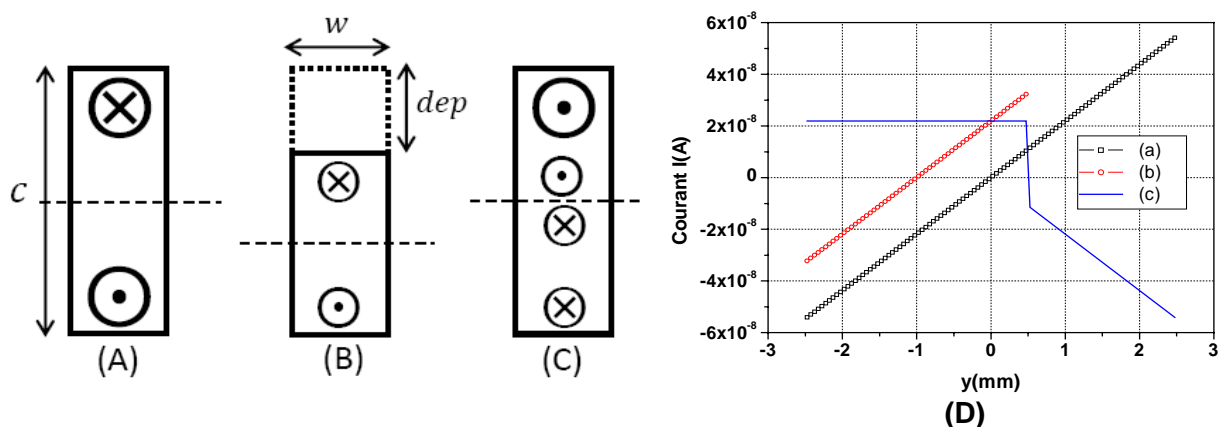 w
dep
c
(A)
(B)
(C)
6x10⁻⁸
4x10⁻⁸
2x10⁻⁸
0
-2x10⁻⁸
-4x10⁻⁸
-6x10⁻⁸
Courant I(A)
(a)
(b)
(c)
-3
-2
-1
0
1
2
3
y(mm)
(D)